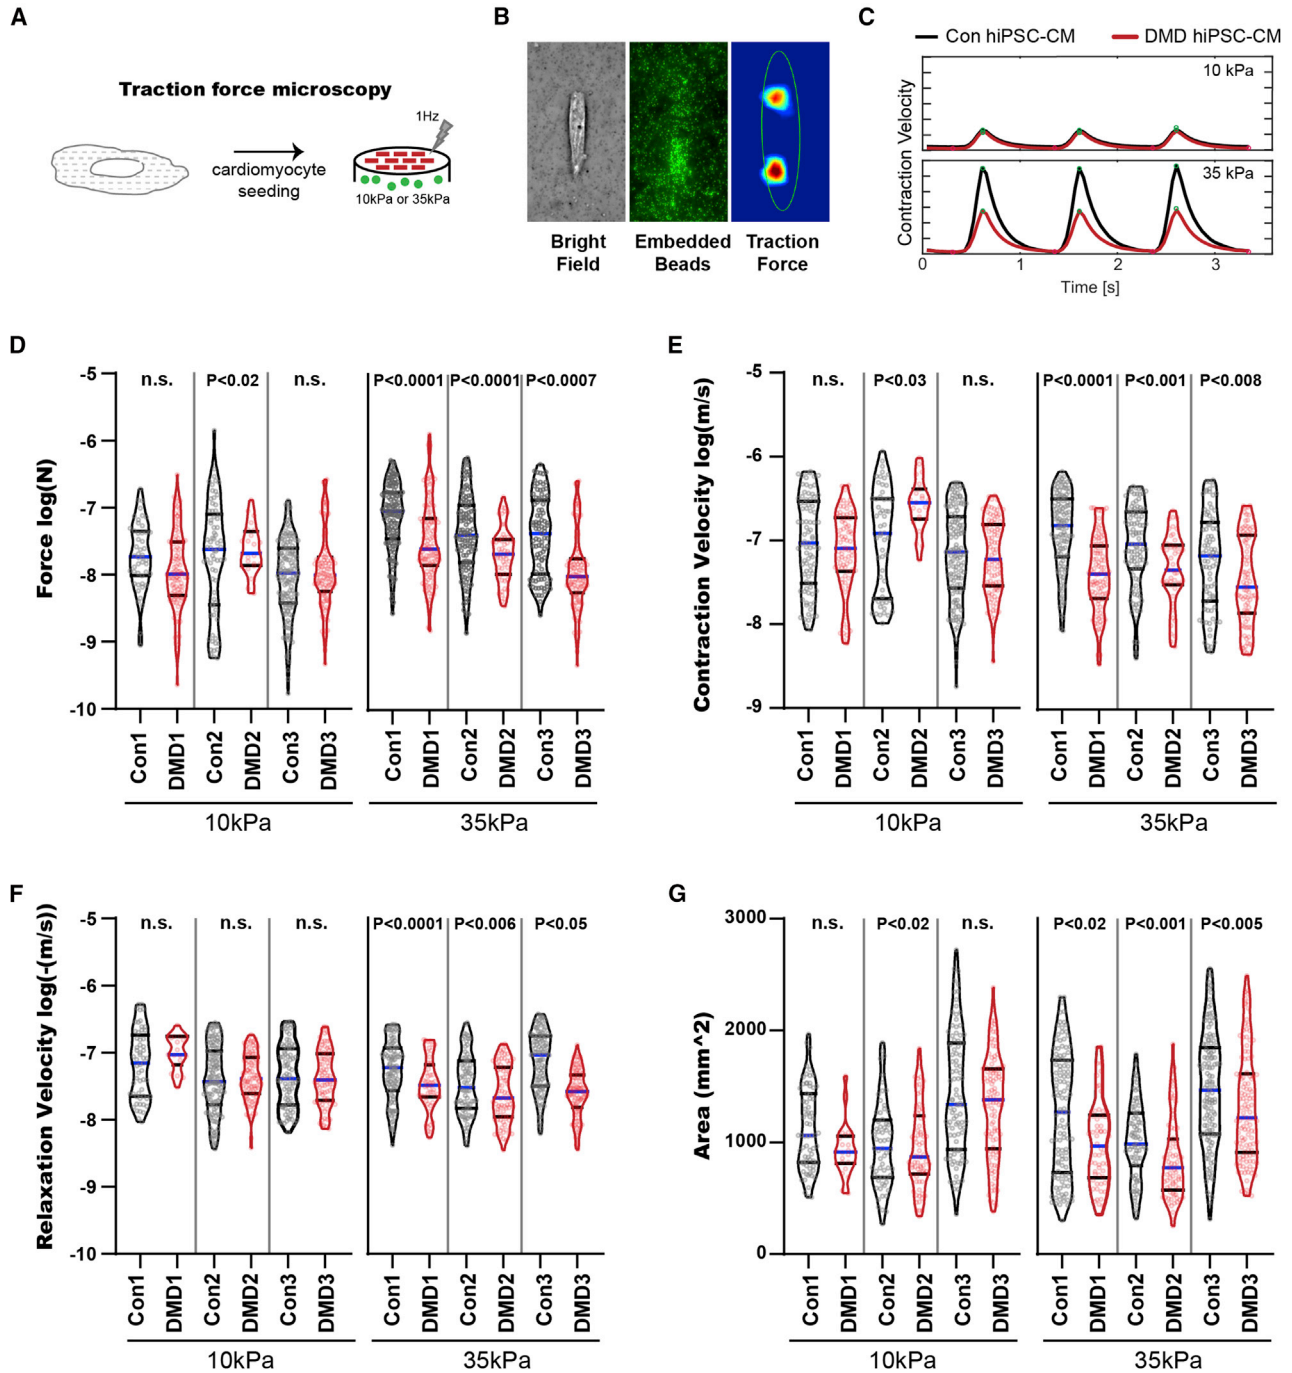 A
Traction force microscopy
1Hz
cardiomyocyte
seeding
10kPa or 35kPa
B
Bright
Field
Embedded
Beads
Traction
Force
C
Con hiPSC-CM
DMD hiPSC-CM
Contraction Velocity
10 kPa
35 kPa
0 1 2 3
Time [s]
D
Force log(N)
-5
-6
-7
-8
-9
-10
n.s. P<0.02 n.s. P<0.0001 P<0.0001 P<0.0007
Con1 DMD1 Con2 DMD2 Con3 DMD3 Con1 DMD1 Con2 DMD2 Con3 DMD3
10kPa 35kPa
E
Contraction Velocity log(m/s)
-5
-6
-7
-8
-9
n.s. P<0.03 n.s. P<0.0001 P<0.001 P<0.008
Con1 DMD1 Con2 DMD2 Con3 DMD3 Con1 DMD1 Con2 DMD2 Con3 DMD3
10kPa 35kPa
F
Relaxation Velocity log(-(m/s))
-5
-6
-7
-8
-9
-10
n.s. n.s. n.s. P<0.0001 P<0.006 P<0.05
Con1 DMD1 Con2 DMD2 Con3 DMD3 Con1 DMD1 Con2 DMD2 Con3 DMD3
10kPa 35kPa
G
Area (mm^2)
3000
2000
1000
0
n.s. P<0.02 n.s. P<0.02 P<0.001 P<0.005
Con1 DMD1 Con2 DMD2 Con3 DMD3 Con1 DMD1 Con2 DMD2 Con3 DMD3
10kPa 35kPa